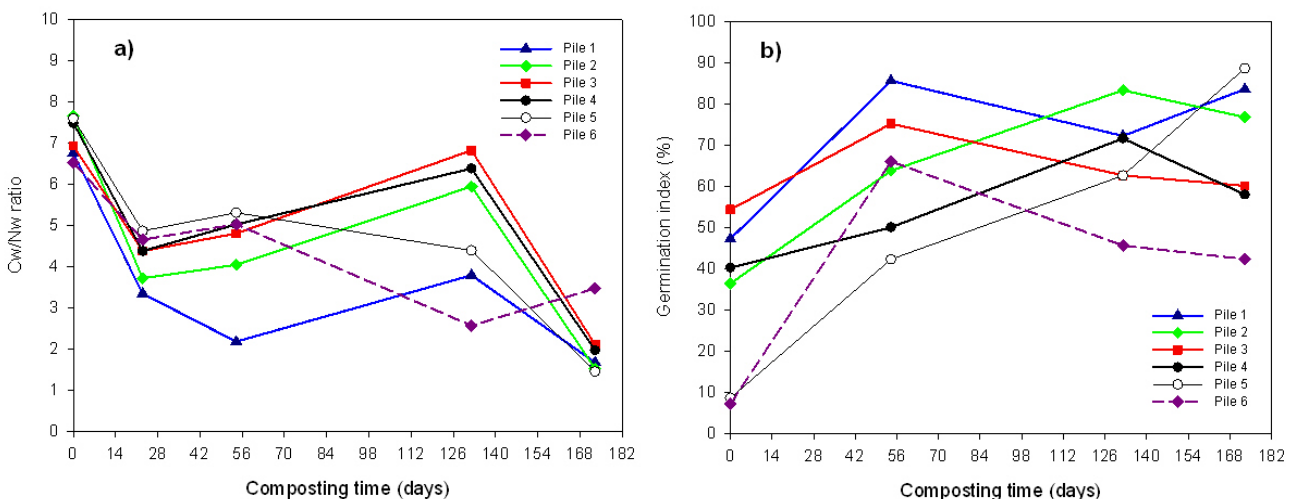 a)
Cw/Nw ratio
10
9
8
7
6
5
4
3
2
1
0
Pile 1
Pile 2
Pile 3
Pile 4
Pile 5
Pile 6
0 14 28 42 56 70 84 98 112 126 140 154 168 182
Composting time (days)
b)
Germination index (%)
100
90
80
70
60
50
40
30
20
10
0
Pile 1
Pile 2
Pile 3
Pile 4
Pile 5
Pile 6
0 14 28 42 56 70 84 98 112 126 140 154 168 182
Composting time (days)